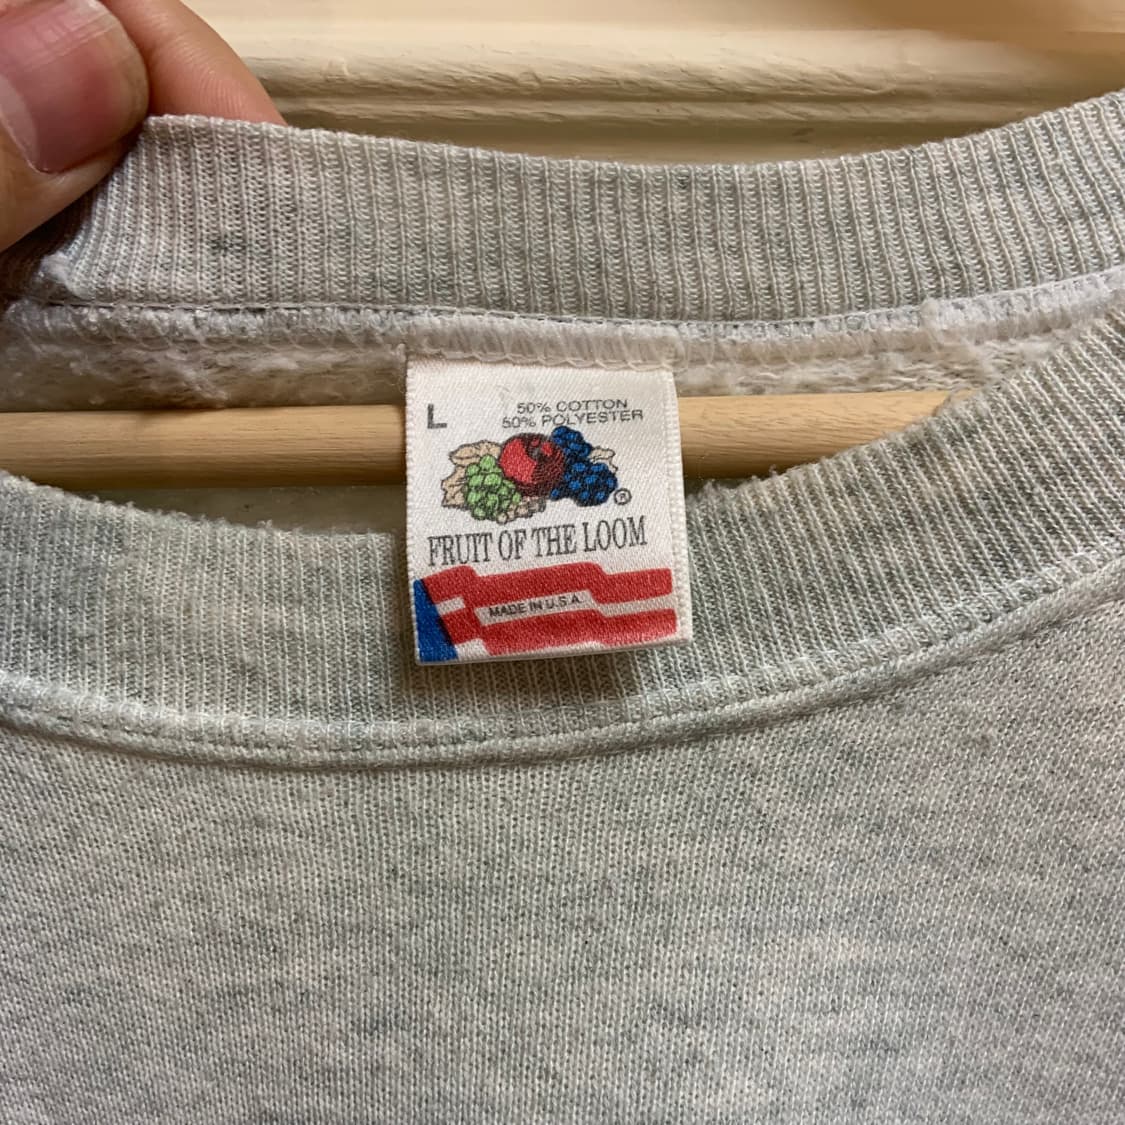 L
50% COTTON
50% POLYESTER
®
FRUIT OF THE LOOM
MADE IN U.S.A.